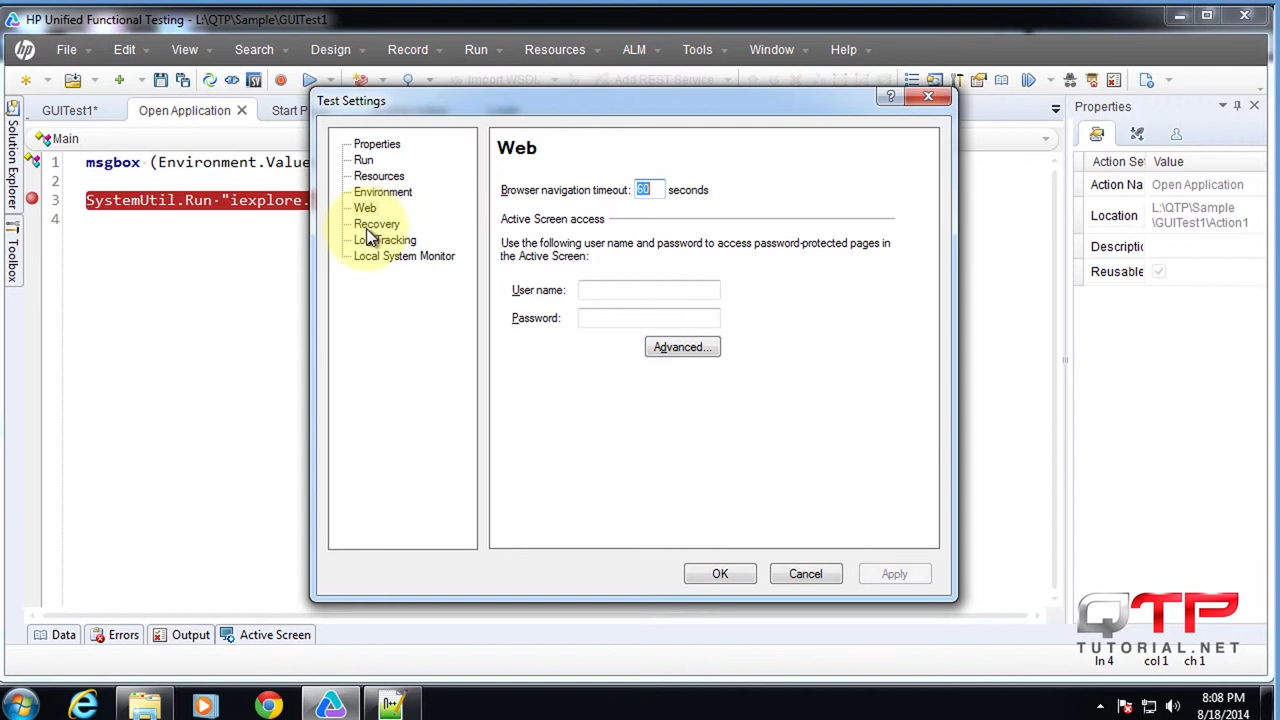 HP Unified Functional Testing - L:\QTP\Sample\GUITest1
hp File Edit View Search Design Record Run Resources ALM Tools Window Help
Import WSDL Add REST Service
GUITest1* Open Application Start P
Main
1 msgbox (Environment.Value
2
3 SystemUtil.Run "iexplore.
4
Solution Explorer
Toolbox
Test Settings
Properties
Run
Resources
Environment
Web
Recovery
Log Tracking
Local System Monitor
Web
Browser navigation timeout: 60 seconds
Active Screen access
Use the following user name and password to access password-protected pages in
the Active Screen:
User name:
Password:
Advanced...
OK Cancel Apply
Properties
Action Se Value
Action Na Open Application
Location L:\QTP\Sample
\GUITest1\Action1
Descripti
Reusable
Data Errors Output Active Screen
QTP
TUTORIAL.NET
ln 4 col 1 ch 1
8:08 PM
8/18/2014